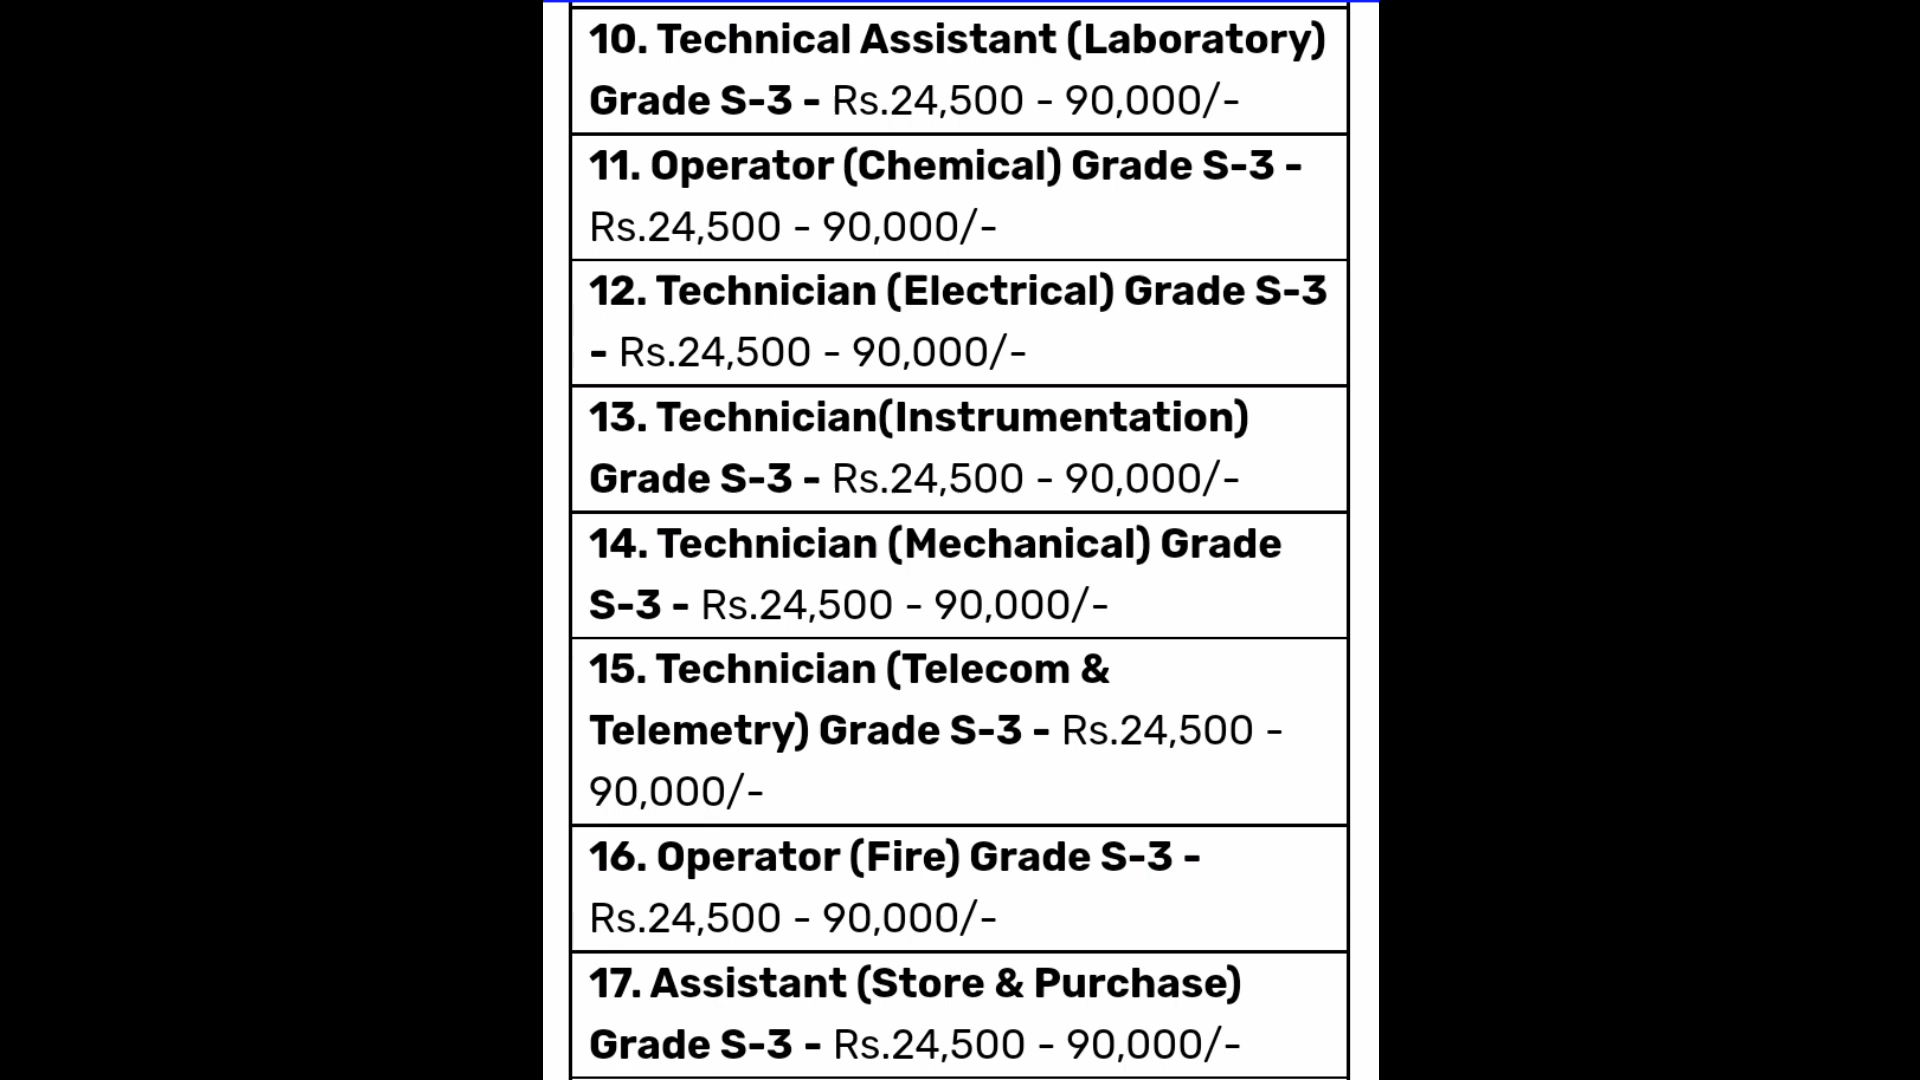 10. Technical Assistant (Laboratory)
Grade S-3 - Rs.24,500 - 90,000/-
11. Operator (Chemical) Grade S-3 -
Rs.24,500 - 90,000/-
12. Technician (Electrical) Grade S-3
- Rs.24,500 - 90,000/-
13. Technician(Instrumentation)
Grade S-3 - Rs.24,500 - 90,000/-
14. Technician (Mechanical) Grade
S-3 - Rs.24,500 - 90,000/-
15. Technician (Telecom &
Telemetry) Grade S-3 - Rs.24,500 -
90,000/-
16. Operator (Fire) Grade S-3 -
Rs.24,500 - 90,000/-
17. Assistant (Store & Purchase)
Grade S-3 - Rs.24,500 - 90,000/-